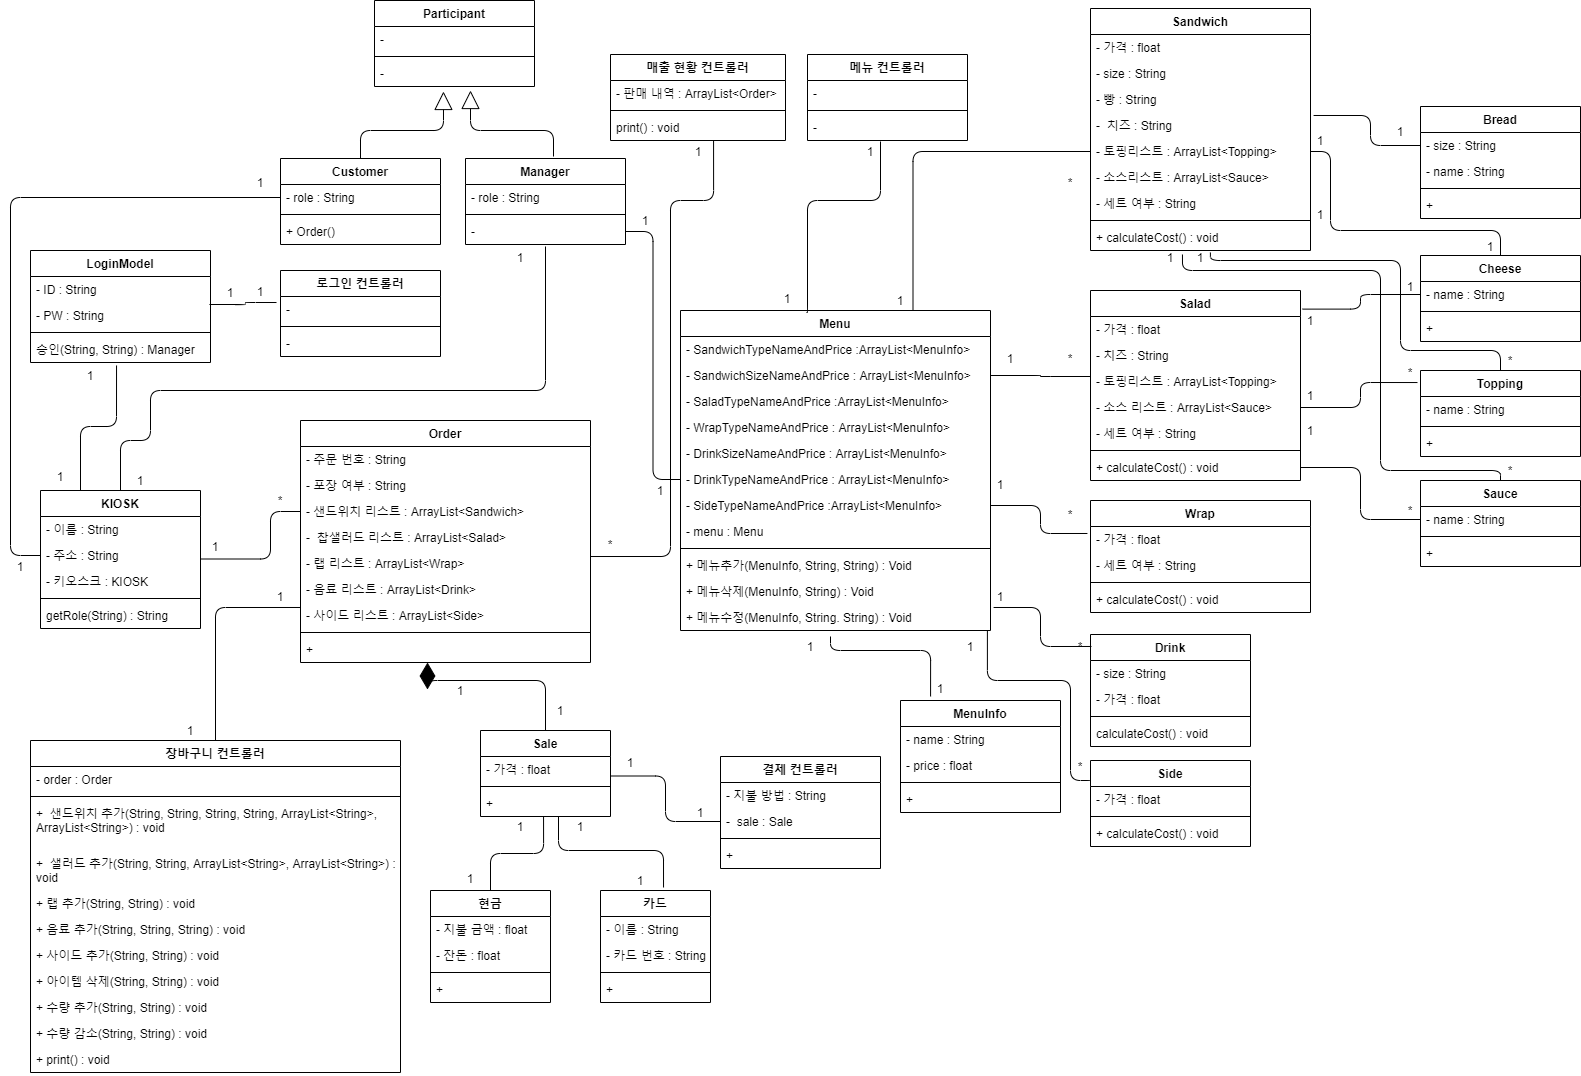 Participant
-
-
매출 현황 컨트롤러
- 판매 내역 : ArrayList<Order>
print() : void
1
메뉴 컨트롤러
-
-
1
Sandwich
- 가격 : float
- size : String
- 빵 : String
-  치즈 : String
- 토핑리스트 : ArrayList<Topping>
- 소스리스트 : ArrayList<Sauce>
- 세트 여부 : String
+ calculateCost() : void
*
1
1
1
1
1
1
Bread
- size : String
- name : String
+
Customer
- role : String
+ Order()
1
Manager
- role : String
-
1
1
LoginModel
- ID : String
- PW : String
승인(String, String) : Manager
1
1
1
로그인 컨트롤러
-
-
Cheese
- name : String
+
1
Salad
- 가격 : float
- 치즈 : String
- 토핑리스트 : ArrayList<Topping>
- 소스 리스트 : ArrayList<Sauce>
- 세트 여부 : String
+ calculateCost() : void
1
1
1
*
*
*
*
Topping
- name : String
+
Menu
- SandwichTypeNameAndPrice :ArrayList<MenuInfo>
- SandwichSizeNameAndPrice : ArrayList<MenuInfo>
- SaladTypeNameAndPrice :ArrayList<MenuInfo>
- WrapTypeNameAndPrice : ArrayList<MenuInfo>
- DrinkSizeNameAndPrice : ArrayList<MenuInfo>
- DrinkTypeNameAndPrice : ArrayList<MenuInfo>
- SideTypeNameAndPrice :ArrayList<MenuInfo>
- menu : Menu
+ 메뉴추가(MenuInfo, String, String) : Void
+ 메뉴삭제(MenuInfo, String) : Void
+ 메뉴수정(MenuInfo, String. String) : Void
1
1
1
1
1
1
1
1
*
*
*
*
Sauce
- name : String
+
Wrap
- 가격 : float
- 세트 여부 : String
+ calculateCost() : void
KIOSK
- 이름 : String
- 주소 : String
- 키오스크 : KIOSK
getRole(String) : String
1
1
1
1
*
Order
- 주문 번호 : String
- 포장 여부 : String
- 샌드위치 리스트 : ArrayList<Sandwich>
-  찹샐러드 리스트 : ArrayList<Salad>
- 랩 리스트 : ArrayList<Wrap>
- 음료 리스트 : ArrayList<Drink>
- 사이드 리스트 : ArrayList<Side>
+
*
1
1
Drink
- size : String
- 가격 : float
calculateCost() : void
MenuInfo
- name : String
- price : float
+
1
Side
- 가격 : float
+ calculateCost() : void
장바구니 컨트롤러
- order : Order
+  샌드위치 추가(String, String, String, String, ArrayList<String>,
ArrayList<String>) : void
+  샐러드 추가(String, String, ArrayList<String>, ArrayList<String>) :
void
+ 랩 추가(String, String) : void
+ 음료 추가(String, String, String) : void
+ 사이드 추가(String, String) : void
+ 아이템 삭제(String, String) : void
+ 수량 추가(String, String) : void
+ 수량 감소(String, String) : void
+ print() : void
1
Sale
- 가격 : float
+
1
1
1
1
결제 컨트롤러
- 지불 방법 : String
-  sale : Sale
+
1
현금
- 지불 금액 : float
- 잔돈 : float
+
1
카드
- 이름 : String
- 카드 번호 : String
+
1